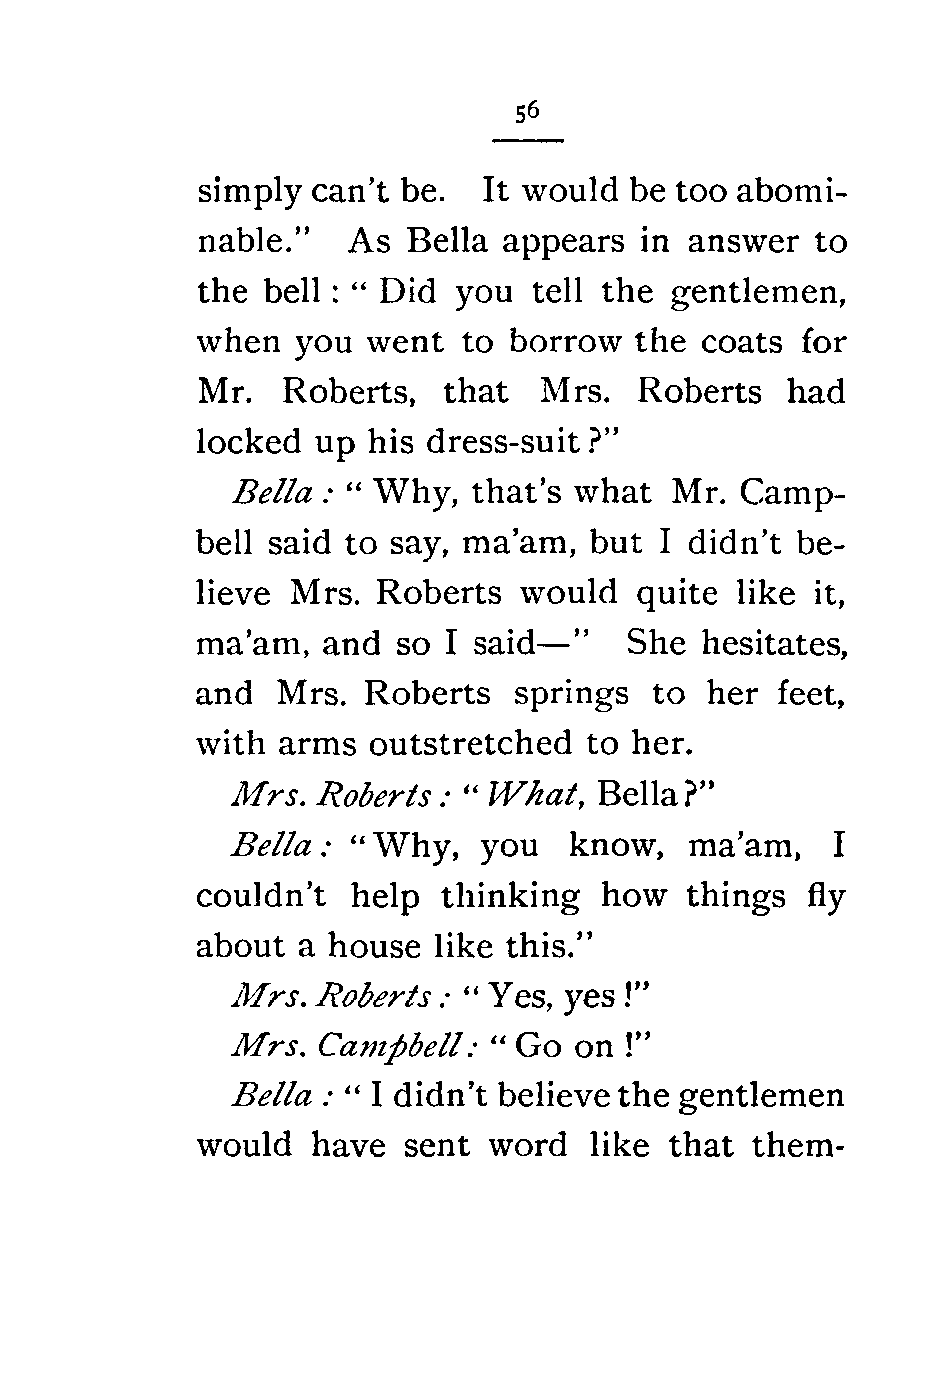 56
simply can't be. It would be too abomi-
nable." As Bella appears in answer to
the bell : " Did you tell the gentlemen,
when you went to borrow the coats for
Mr. Roberts, that Mrs. Roberts had
locked up his dress-suit ?"
Bella : " Why, that's what Mr. Camp-
bell said to say, ma'am, but I didn't be-
lieve Mrs. Roberts would quite like it,
ma'am, and so I said—" She hesitates,
and Mrs. Roberts springs to her feet,
with arms outstretched to her.
Mrs. Roberts : " What, Bella?"
Bella : " Why, you know, ma'am, I
couldn't help thinking how things fly
about a house like this."
Mrs. Roberts : " Yes, yes !"
Mrs. Campbell : " Go on !"
Bella : " I didn't believe the gentlemen
would have sent word like that them-